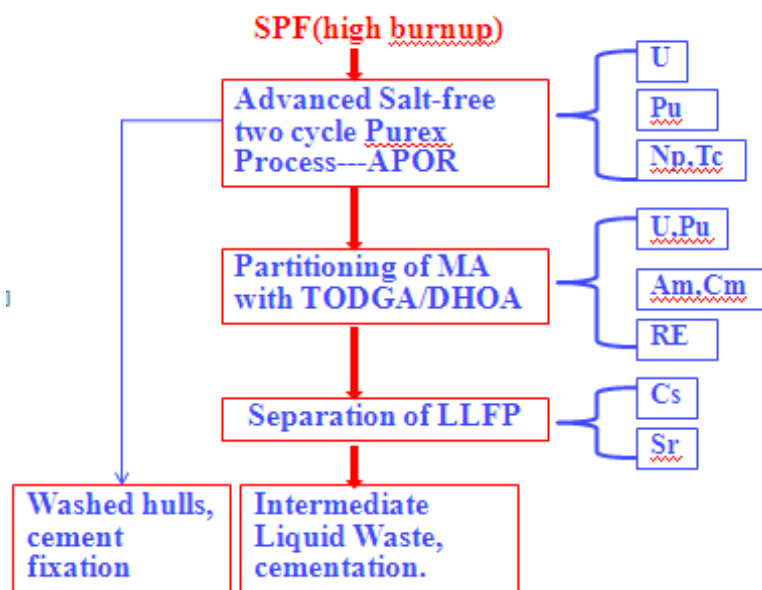 SPF(high burnup)
U
Advanced Salt-free
two cycle Purex
Process---APOR
Pu
Np,Tc
Partitioning of MA
with TODGA/DHOA
U,Pu
Am,Cm
RE
Separation of LLFP
Cs
Sr
Washed hulls,
cement
fixation
Intermediate
Liquid Waste,
cementation.